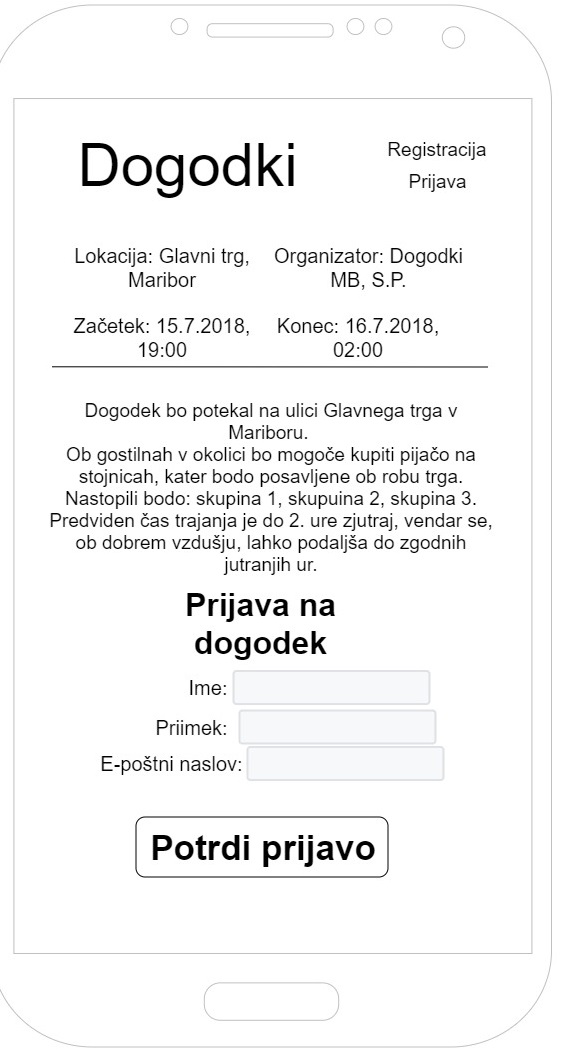 Dogodki
Registracija
Prijava
Lokacija: Glavni trg,
Maribor
Organizator: Dogodki
MB, S.P.
Začetek: 15.7.2018,
19:00
Konec: 16.7.2018,
02:00
Dogodek bo potekal na ulici Glavnega trga v
Mariboru.
Ob gostilnah v okolici bo mogoče kupiti pijačo na
stojnicah, kater bodo posavljene ob robu trga.
Nastopili bodo: skupina 1, skupuina 2, skupina 3.
Predviden čas trajanja je do 2. ure zjutraj, vendar se,
ob dobrem vzdušju, lahko podaljša do zgodnih
jutranjih ur.
Prijava na
dogodek
Ime:
Priimek:
E-poštni naslov:
Potrdi prijavo